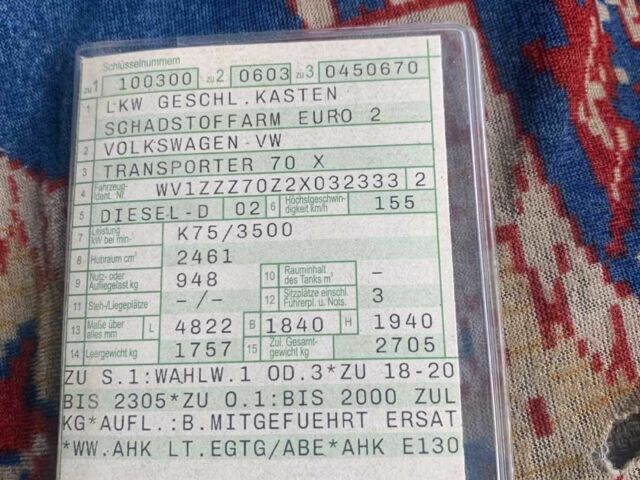 Schlüsselnummern
zu 1 100300 zu 2 0603 zu 3 0450670
1 LKW GESCHL.KASTEN
SCHADSTOFFARM EURO 2
2 VOLKSWAGEN-VW
3 TRANSPORTER 70 X
4 Fahrzeug-Ident. Nr. WV1ZZZ70Z2X032333 2
5 DIESEL-D 02 6 Höchstgeschwindigkeit km/h 155
7 Leistung kW bei min- K75/3500
8 Hubraum cm³ 2461
9 Nutz- oder Aufliegelast kg 948 10 Rauminhalt des Tanks m³ -
11 Steh-/Liegeplätze -/- 12 Sitzplätze einschl. Führerpl. u. Nots. 3
13 Maße über alles mm L 4822 B 1840 H 1940
14 Leergewicht kg 1757 15 Zul. Gesamtgewicht kg 2705
ZU S.1:WAHLW.1 OD.3*ZU 18-20
BIS 2305*ZU O.1:BIS 2000 ZUL
KG*AUFL.:B.MITGEFUEHRT ERSAT
*WW.AHK LT.EGTG/ABE*AHK E130